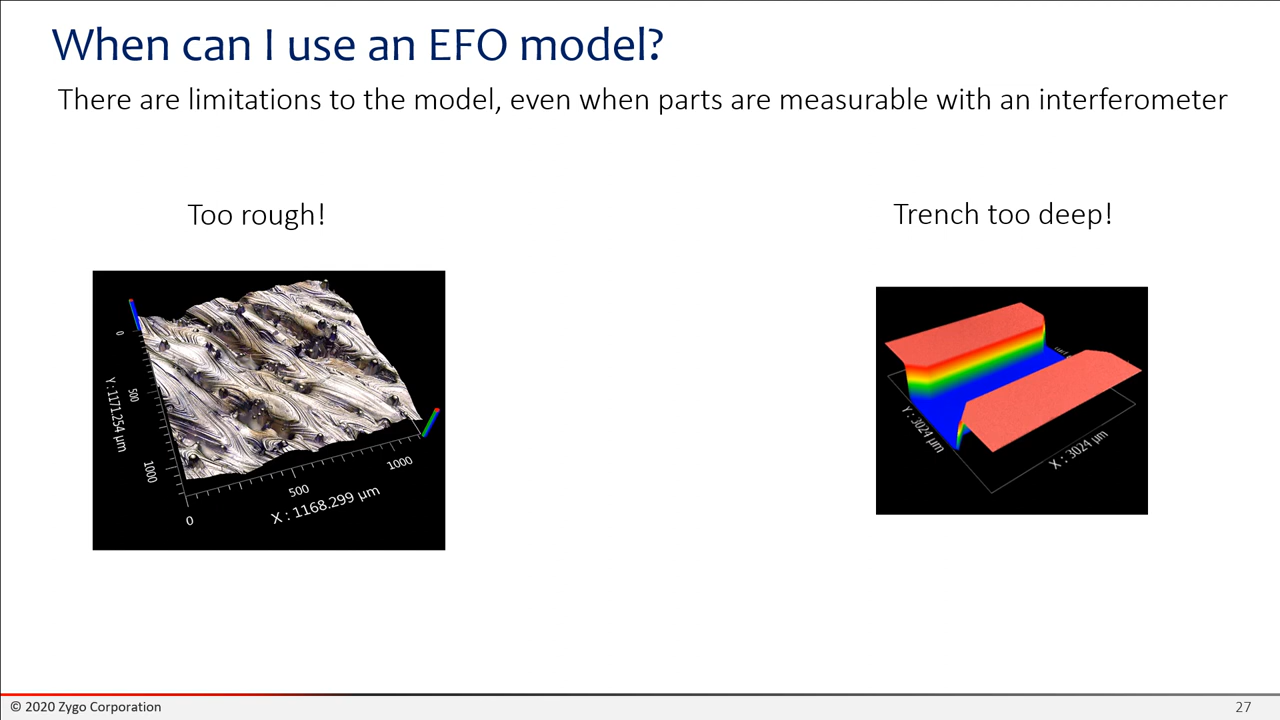 When can I use an EFO model?
There are limitations to the model, even when parts are measurable with an interferometer
Too rough!
Trench too deep!
0
Y : 1171.254 µm
500
1000
0
500
1000
X : 1168.299 µm
Y : 3024 µm
X : 3024 µm
© 2020 Zygo Corporation
27